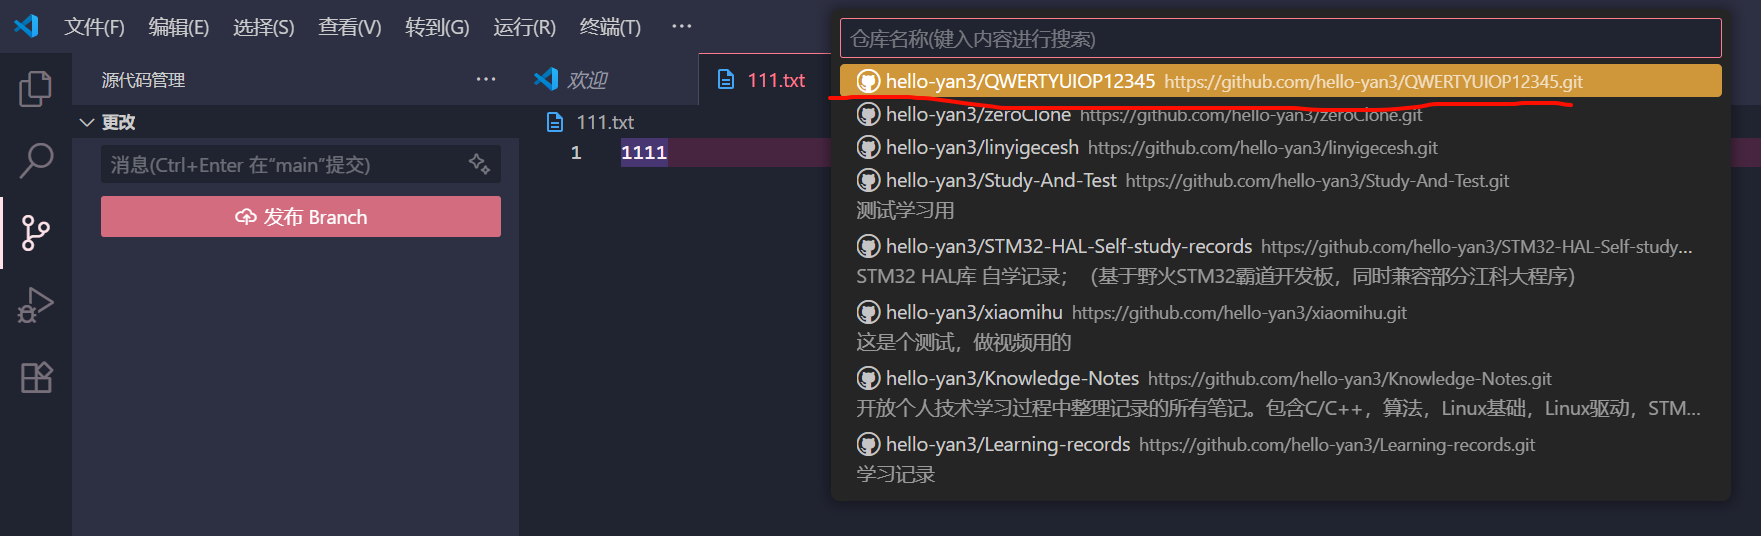 文件(F) 编辑(E) 选择(S) 查看(V) 转到(G) 运行(R) 终端(T) ···
源代码管理 ···
更改
消息(Ctrl+Enter 在“main”提交)
发布 Branch
欢迎
111.txt
111.txt
1 1111
仓库名称(键入内容进行搜索)
hello-yan3/QWERTYUIOP12345 https://github.com/hello-yan3/QWERTYUIOP12345.git
hello-yan3/zeroClone https://github.com/hello-yan3/zeroClone.git
hello-yan3/linyigecesh https://github.com/hello-yan3/linyigecesh.git
hello-yan3/Study-And-Test https://github.com/hello-yan3/Study-And-Test.git
测试学习用
hello-yan3/STM32-HAL-Self-study-records https://github.com/hello-yan3/STM32-HAL-Self-study...
STM32 HAL库 自学记录；（基于野火STM32霸道开发板，同时兼容部分江科大程序）
hello-yan3/xiaomihu https://github.com/hello-yan3/xiaomihu.git
这是个测试，做视频用的
hello-yan3/Knowledge-Notes https://github.com/hello-yan3/Knowledge-Notes.git
开放个人技术学习过程中整理记录的所有笔记。包含C/C++，算法，Linux基础，Linux驱动，STM...
hello-yan3/Learning-records https://github.com/hello-yan3/Learning-records.git
学习记录